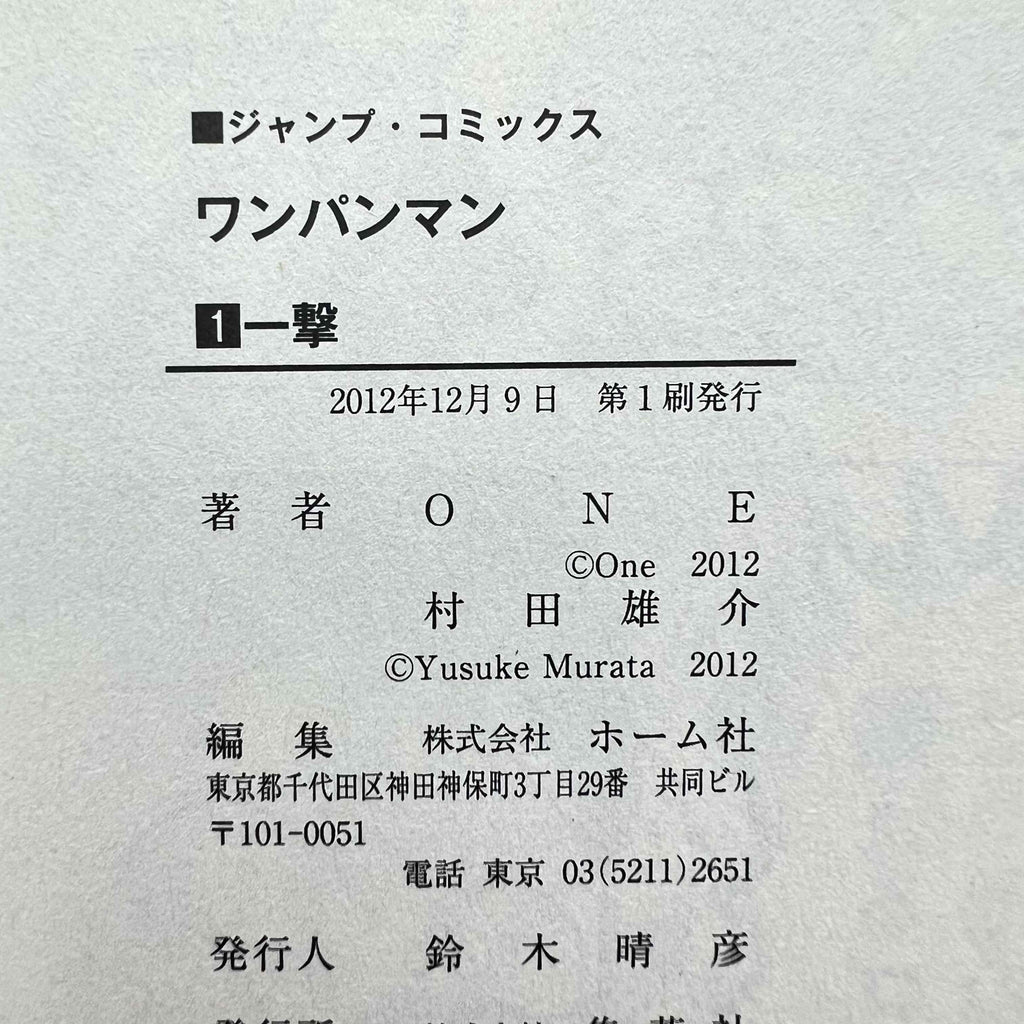 ■ジャンプ・コミックス
ワンパンマン
1一撃
2012年12月9日　第1刷発行
著者　ONE
©One　2012
村田雄介
©Yusuke Murata　2012
編集　株式会社　ホーム社
東京都千代田区神田神保町3丁目29番　共同ビル
〒101-0051
電話 東京 03(5211)2651
発行人　鈴木晴彦